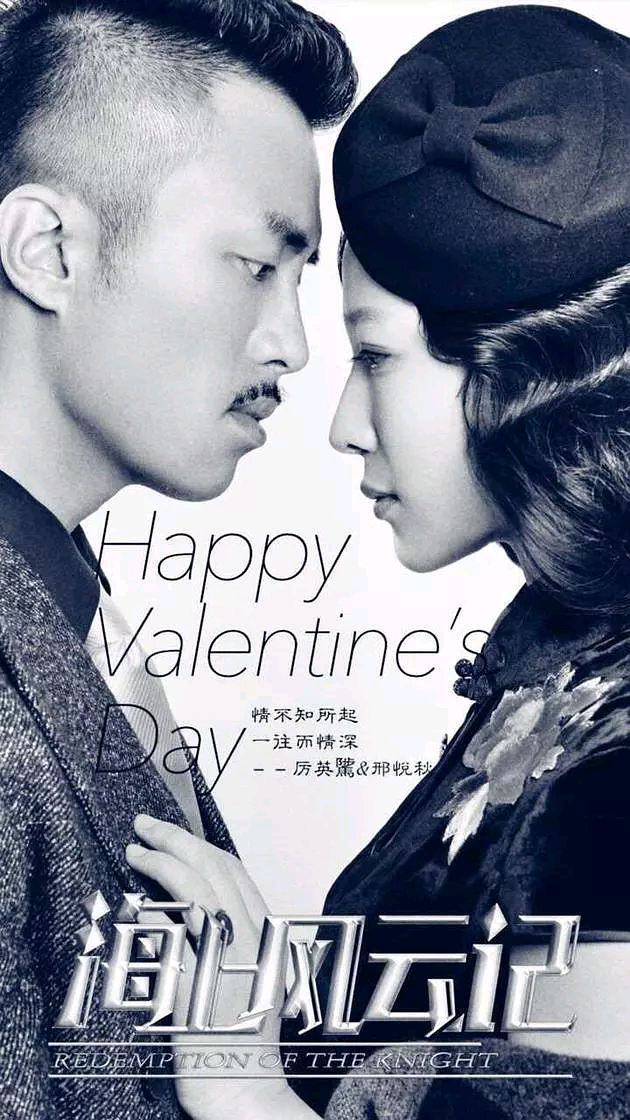 Happy
Valentine's
Day
情不知所起
一往而情深
--厉英骘&邢悦秋
海上风云记
REDEMPTION OF THE KNIGHT